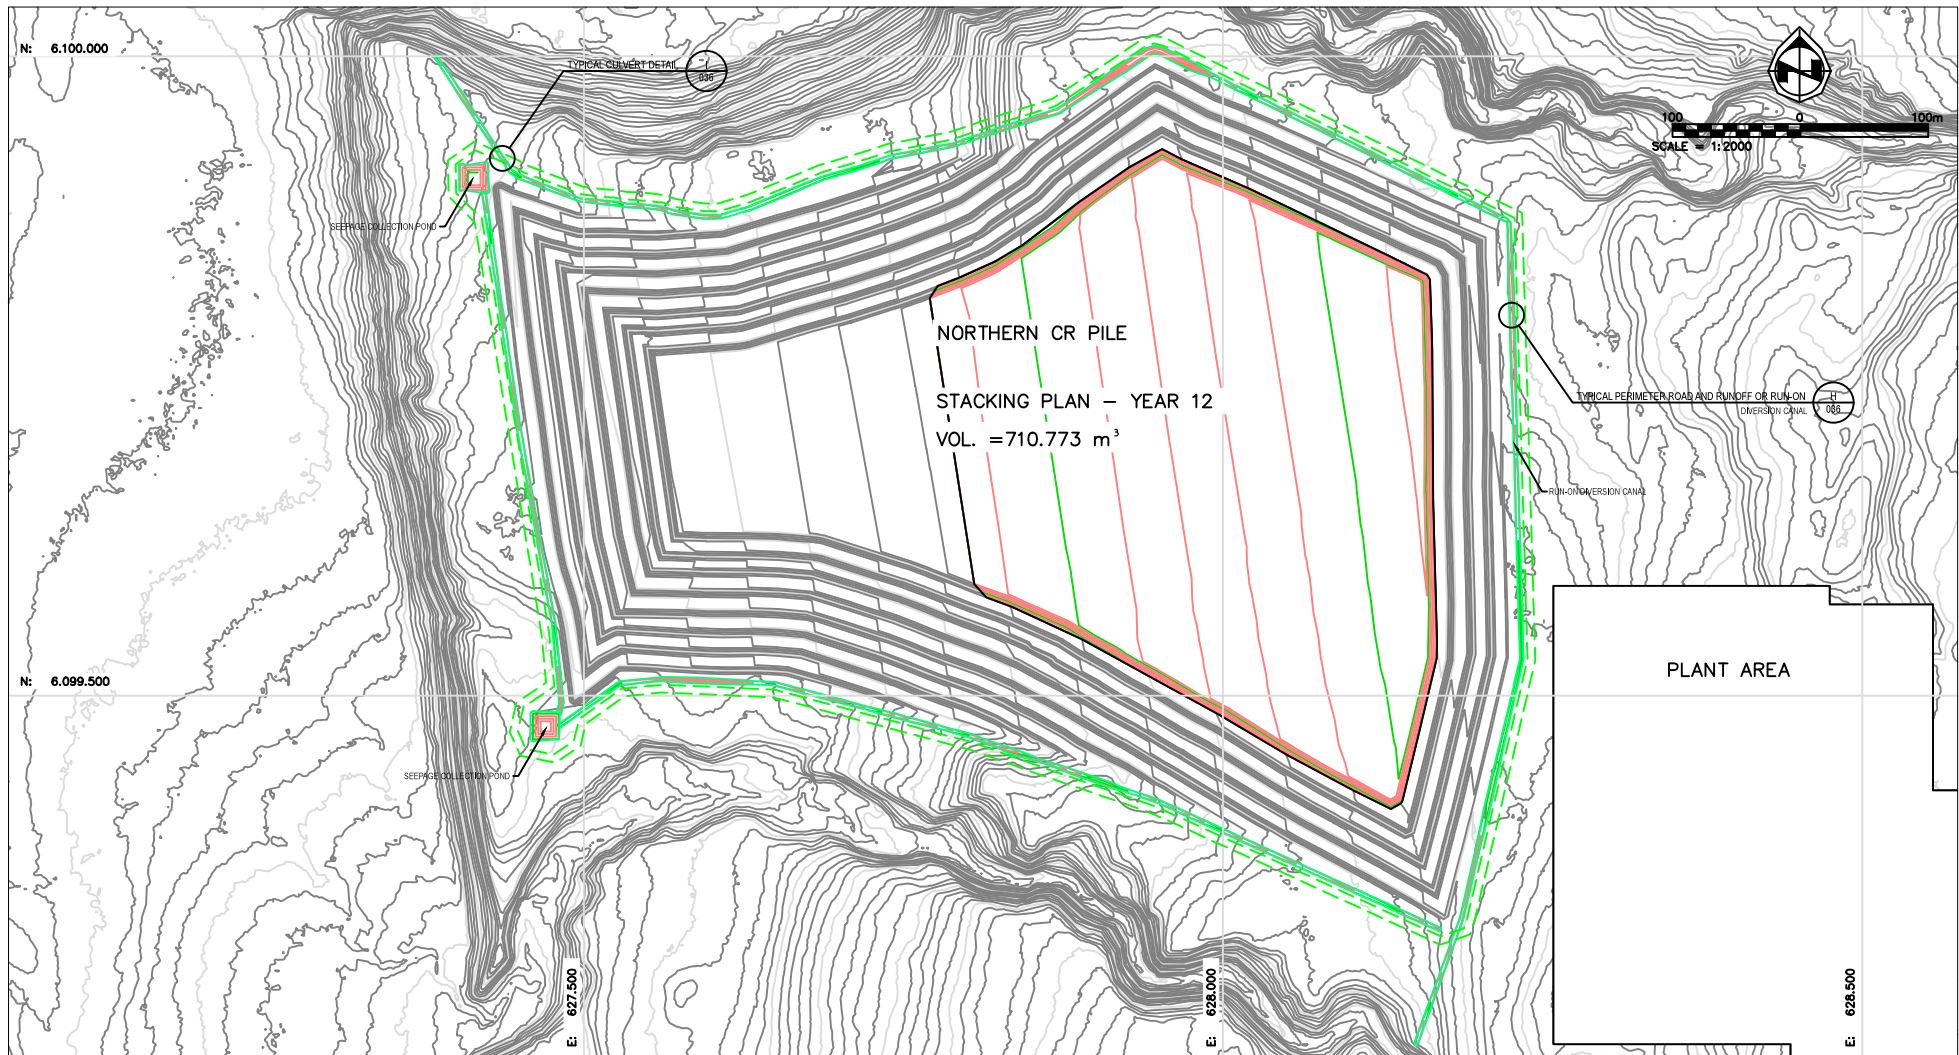 N: 6.100.000
TYPICAL CULVERT DETAIL
I
036
100 0 100m
SCALE = 1:2000
SEEPAGE COLLECTION POND
NORTHERN CR PILE
STACKING PLAN – YEAR 12
VOL. =710.773 m³
TYPICAL PERIMETER ROAD AND RUNOFF OR RUN-ON
DIVERSION CANAL
H
036
RUN-ON DIVERSION CANAL
PLANT AREA
N: 6.099.500
SEEPAGE COLLECTION POND
E: 627.500
E: 628.000
E: 628.500